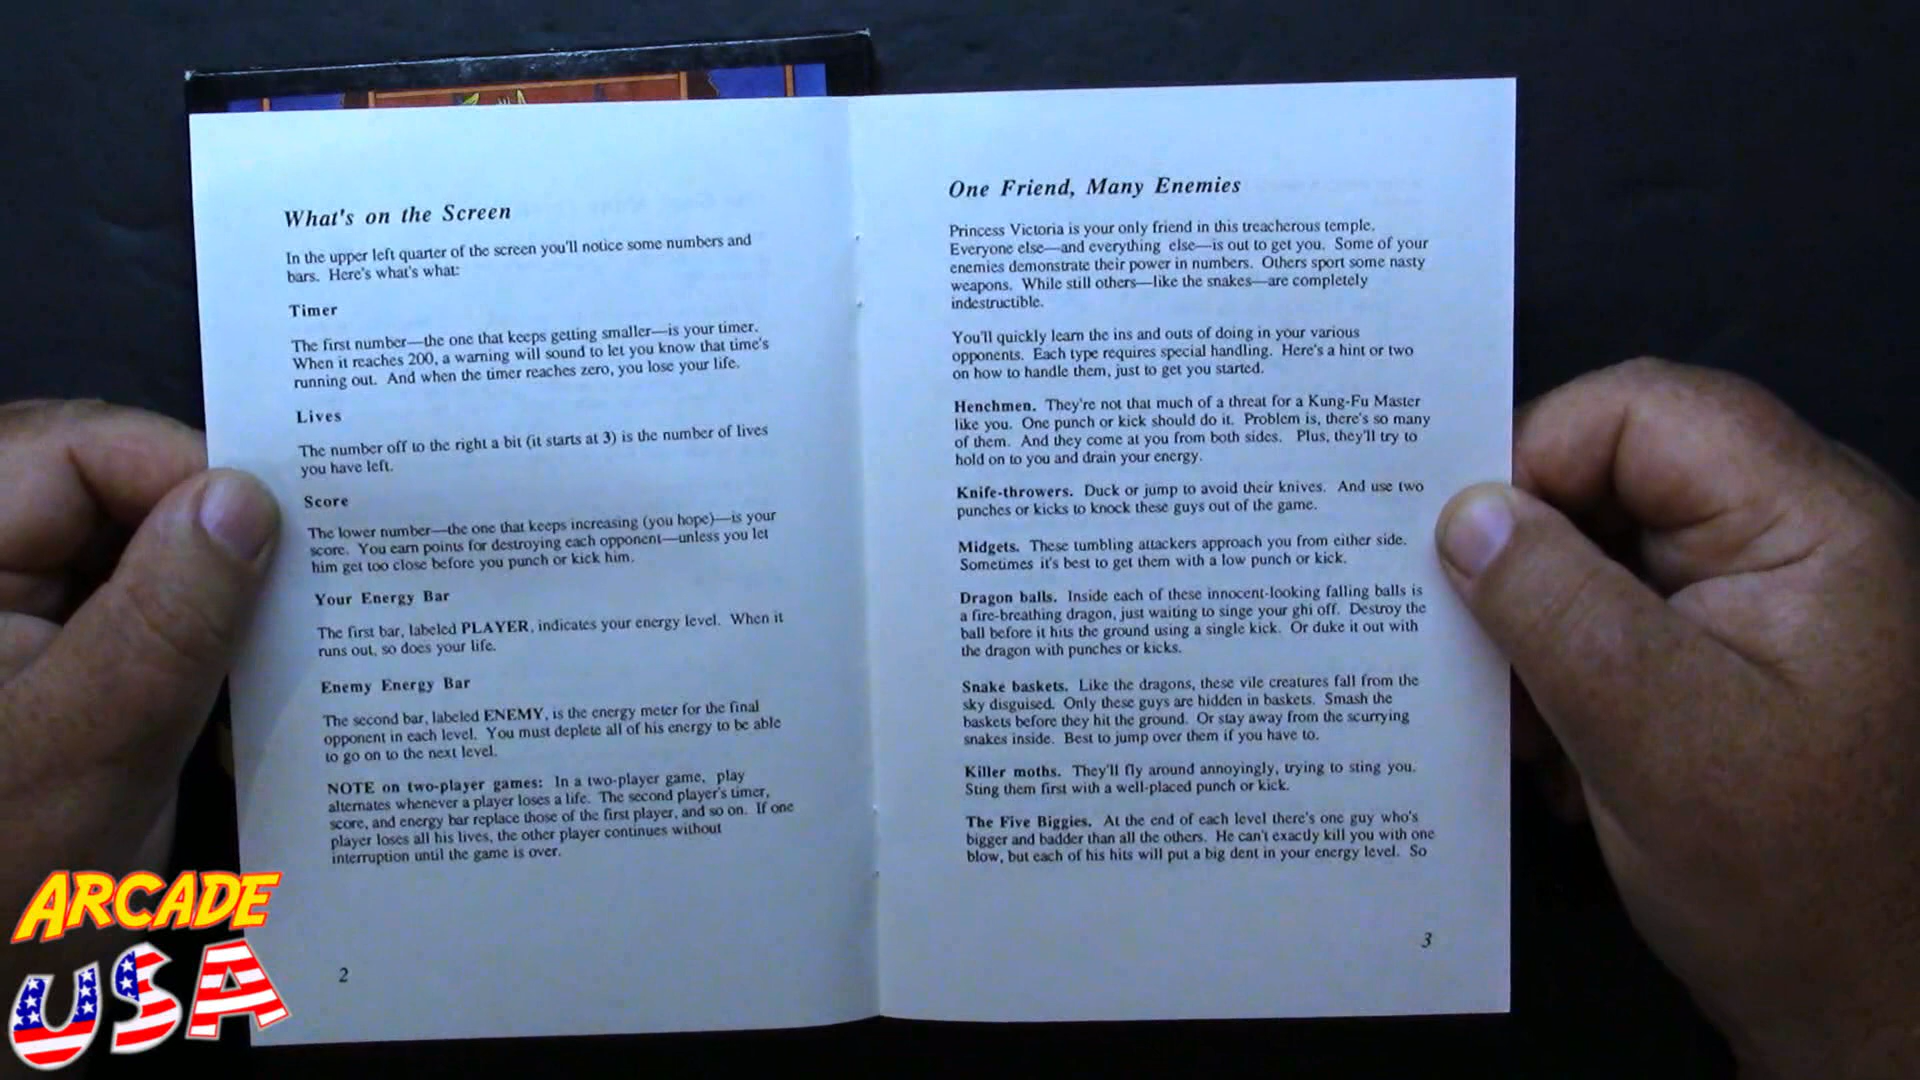 What's on the Screen
In the upper left quarter of the screen you'll notice some numbers and
bars. Here's what's what:
Timer
The first number—the one that keeps getting smaller—is your timer.
When it reaches 200, a warning will sound to let you know that time's
running out. And when the timer reaches zero, you lose your life.
Lives
The number off to the right a bit (it starts at 3) is the number of lives
you have left.
Score
The lower number—the one that keeps increasing (you hope)—is your
score. You earn points for destroying each opponent—unless you let
him get too close before you punch or kick him.
Your Energy Bar
The first bar, labeled PLAYER, indicates your energy level. When it
runs out, so does your life.
Enemy Energy Bar
The second bar, labeled ENEMY, is the energy meter for the final
opponent in each level. You must deplete all of his energy to be able
to go on to the next level.
NOTE on two-player games: In a two-player game, play
alternates whenever a player loses a life. The second player's timer,
score, and energy bar replace those of the first player, and so on. If one
player loses all his lives, the other player continues without
interruption until the game is over.
2
One Friend, Many Enemies
Princess Victoria is your only friend in this treacherous temple.
Everyone else—and everything else—is out to get you. Some of your
enemies demonstrate their power in numbers. Others sport some nasty
weapons. While still others—like the snakes—are completely
indestructible.
You'll quickly learn the ins and outs of doing in your various
opponents. Each type requires special handling. Here's a hint or two
on how to handle them, just to get you started.
Henchmen. They're not that much of a threat for a Kung-Fu Master
like you. One punch or kick should do it. Problem is, there's so many
of them. And they come at you from both sides. Plus, they'll try to
hold on to you and drain your energy.
Knife-throwers. Duck or jump to avoid their knives. And use two
punches or kicks to knock these guys out of the game.
Midgets. These tumbling attackers approach you from either side.
Sometimes it's best to get them with a low punch or kick.
Dragon balls. Inside each of these innocent-looking falling balls is
a fire-breathing dragon, just waiting to singe your ghi off. Destroy the
ball before it hits the ground using a single kick. Or duke it out with
the dragon with punches or kicks.
Snake baskets. Like the dragons, these vile creatures fall from the
sky disguised. Only these guys are hidden in baskets. Smash the
baskets before they hit the ground. Or stay away from the scurrying
snakes inside. Best to jump over them if you have to.
Killer moths. They'll fly around annoyingly, trying to sting you.
Sting them first with a well-placed punch or kick.
The Five Biggies. At the end of each level there's one guy who's
bigger and badder than all the others. He can't exactly kill you with one
blow, but each of his hits will put a big dent in your energy level. So
3
ARCADE
USA